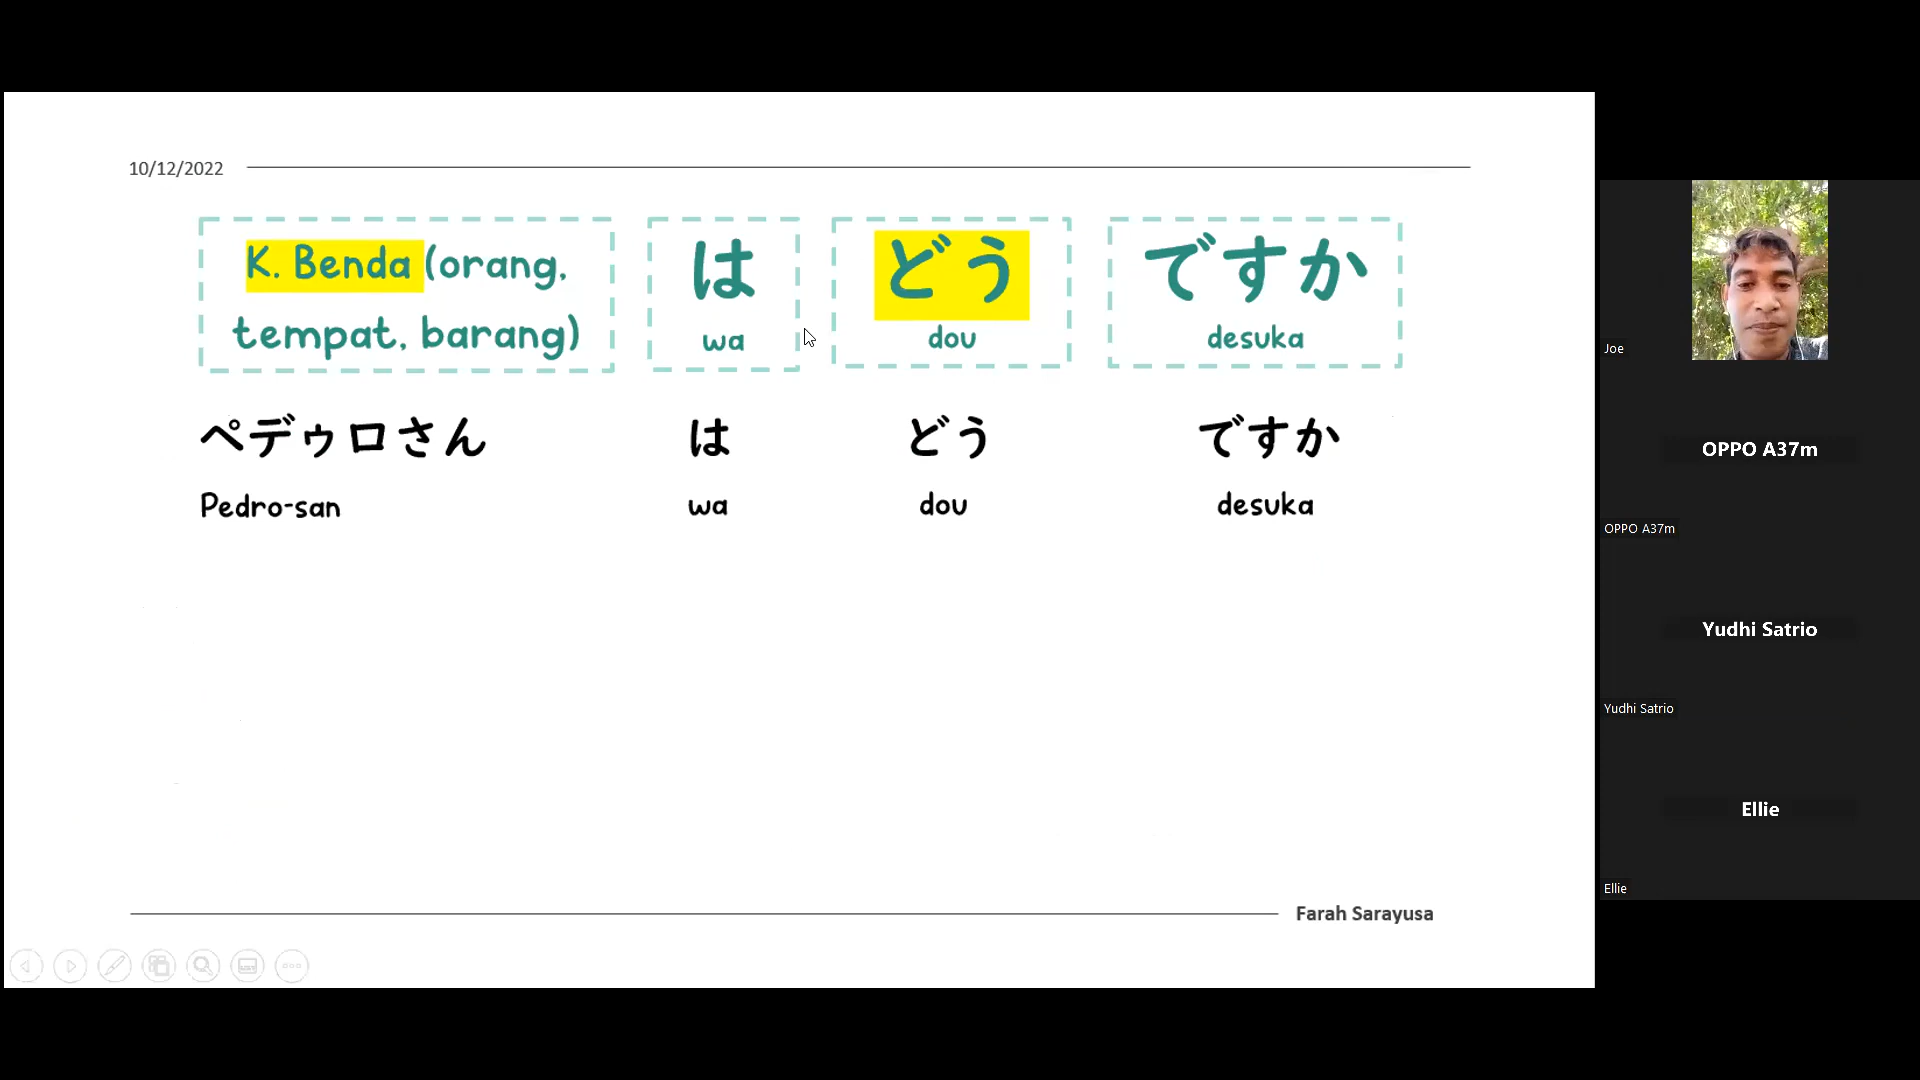 10/12/2022
K. Benda (orang, は どう ですか
tempat, barang) wa dou desuka
ペデゥロさん は どう ですか
Pedro-san wa dou desuka
Farah Sarayusa
Joe
OPPO A37m
OPPO A37m
Yudhi Satrio
Yudhi Satrio
Ellie
Ellie